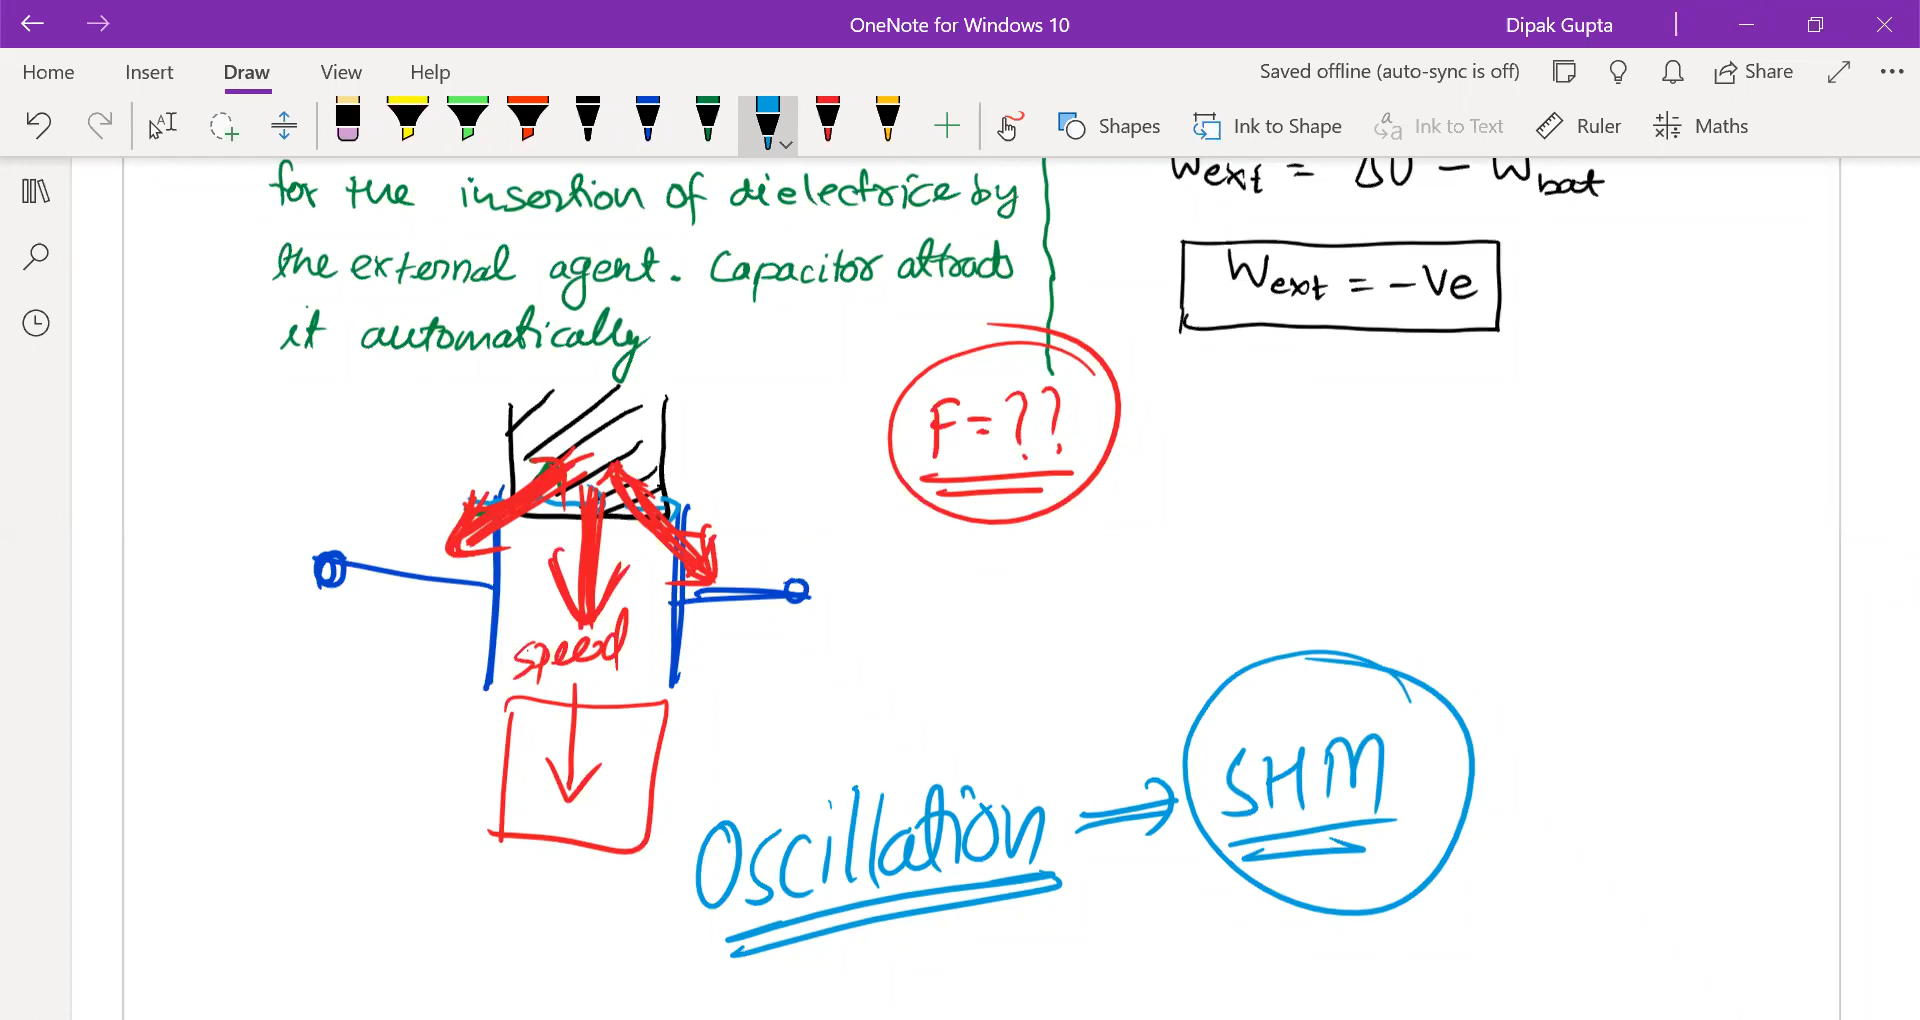 OneNote for Windows 10
Dipak Gupta
Home Insert Draw View Help
Saved offline (auto-sync is off) Share
Shapes Ink to Shape Ink to Text Ruler Maths
for the insertion of dielectrice by
the external agent. Capacitor attracts
it automatically
Wext = ΔU - Wbat
Wext = -Ve
F = ??
speed
Oscillation ⇒ SHM